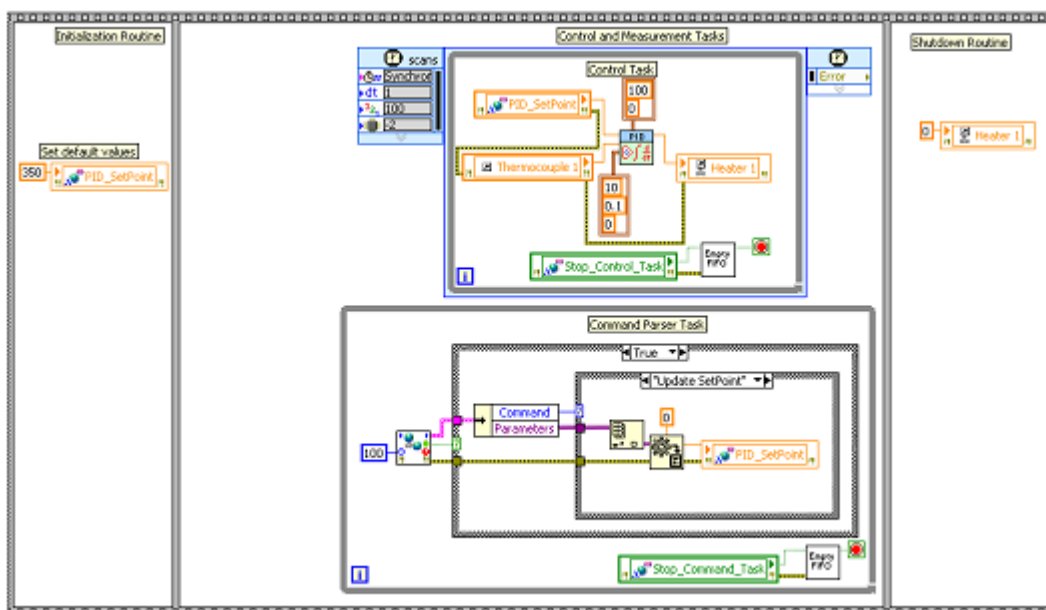 Initialization Routine
Set default values
350
PID_SetPoint
Control and Measurement Tasks
scans
Synchron
dt
1
100
-2
Error
Control Task
100
0
PID_SetPoint
PID
Thermocouple 1
Heater 1
10
0.1
0
Stop_Control_Task
Empty
FIFO
i
Command Parser Task
True
"Update SetPoint"
Command
Parameters
100
0
PID_SetPoint
Stop_Command_Task
Empty
FIFO
i
Shutdown Routine
0
Heater 1